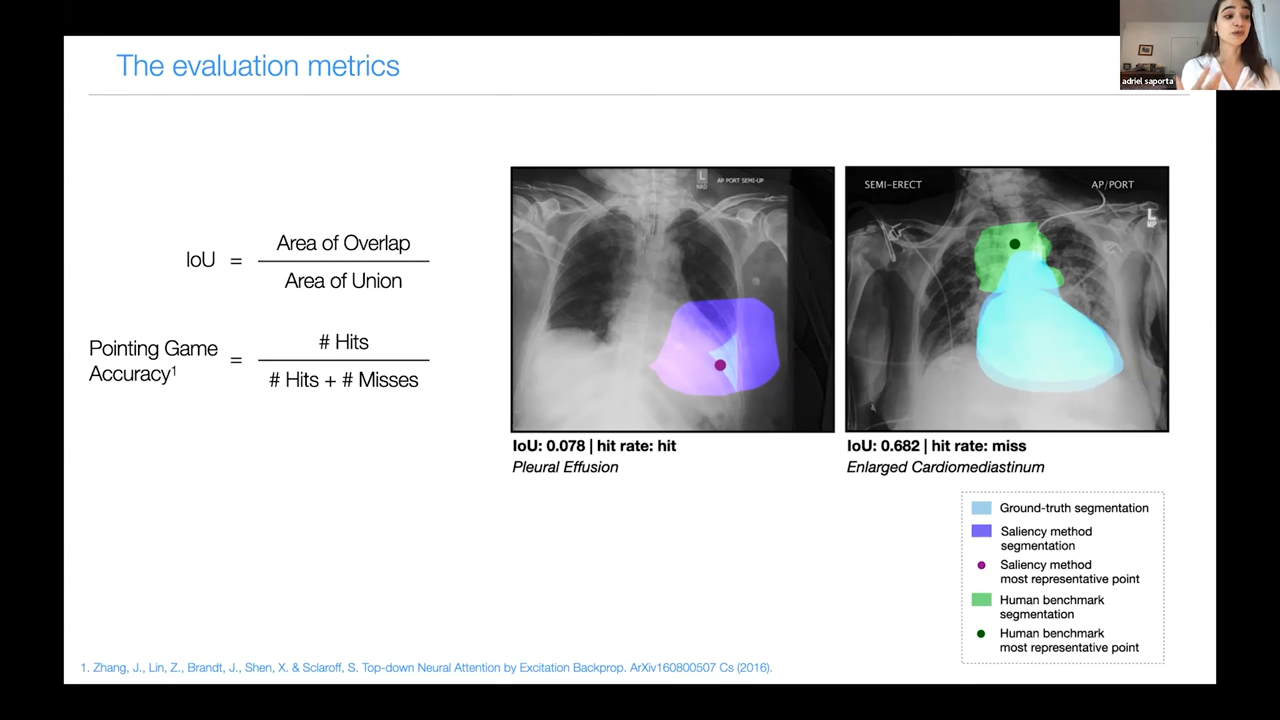 adriel saporta
The evaluation metrics
IoU = Area of Overlap
Area of Union
Pointing Game
Accuracy¹ = # Hits
# Hits + # Misses
L
AP PORT SEMI-UP
SEMI-ERECT
AP/PORT
L
IoU: 0.078 | hit rate: hit
Pleural Effusion
IoU: 0.682 | hit rate: miss
Enlarged Cardiomediastinum
Ground-truth segmentation
Saliency method
segmentation
Saliency method
most representative point
Human benchmark
segmentation
Human benchmark
most representative point
1. Zhang, J., Lin, Z., Brandt, J., Shen, X. & Sclaroff, S. Top-down Neural Attention by Excitation Backprop. ArXiv160800507 Cs (2016).